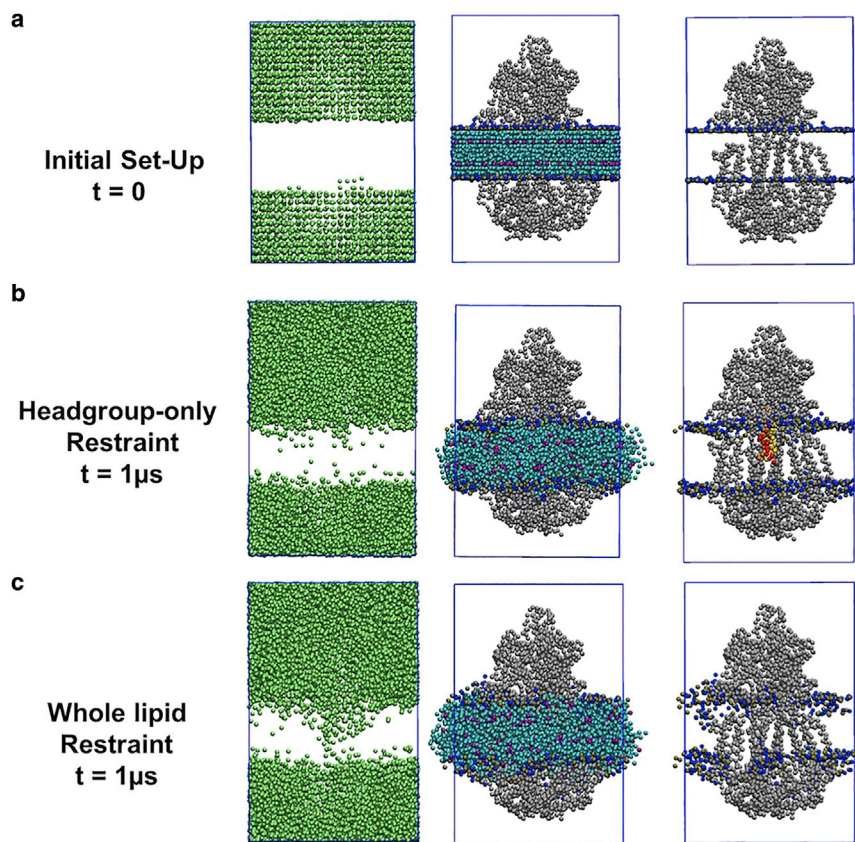 a
Initial Set-Up
t = 0
b
Headgroup-only
Restraint
t = 1µs
c
Whole lipid
Restraint
t = 1µs